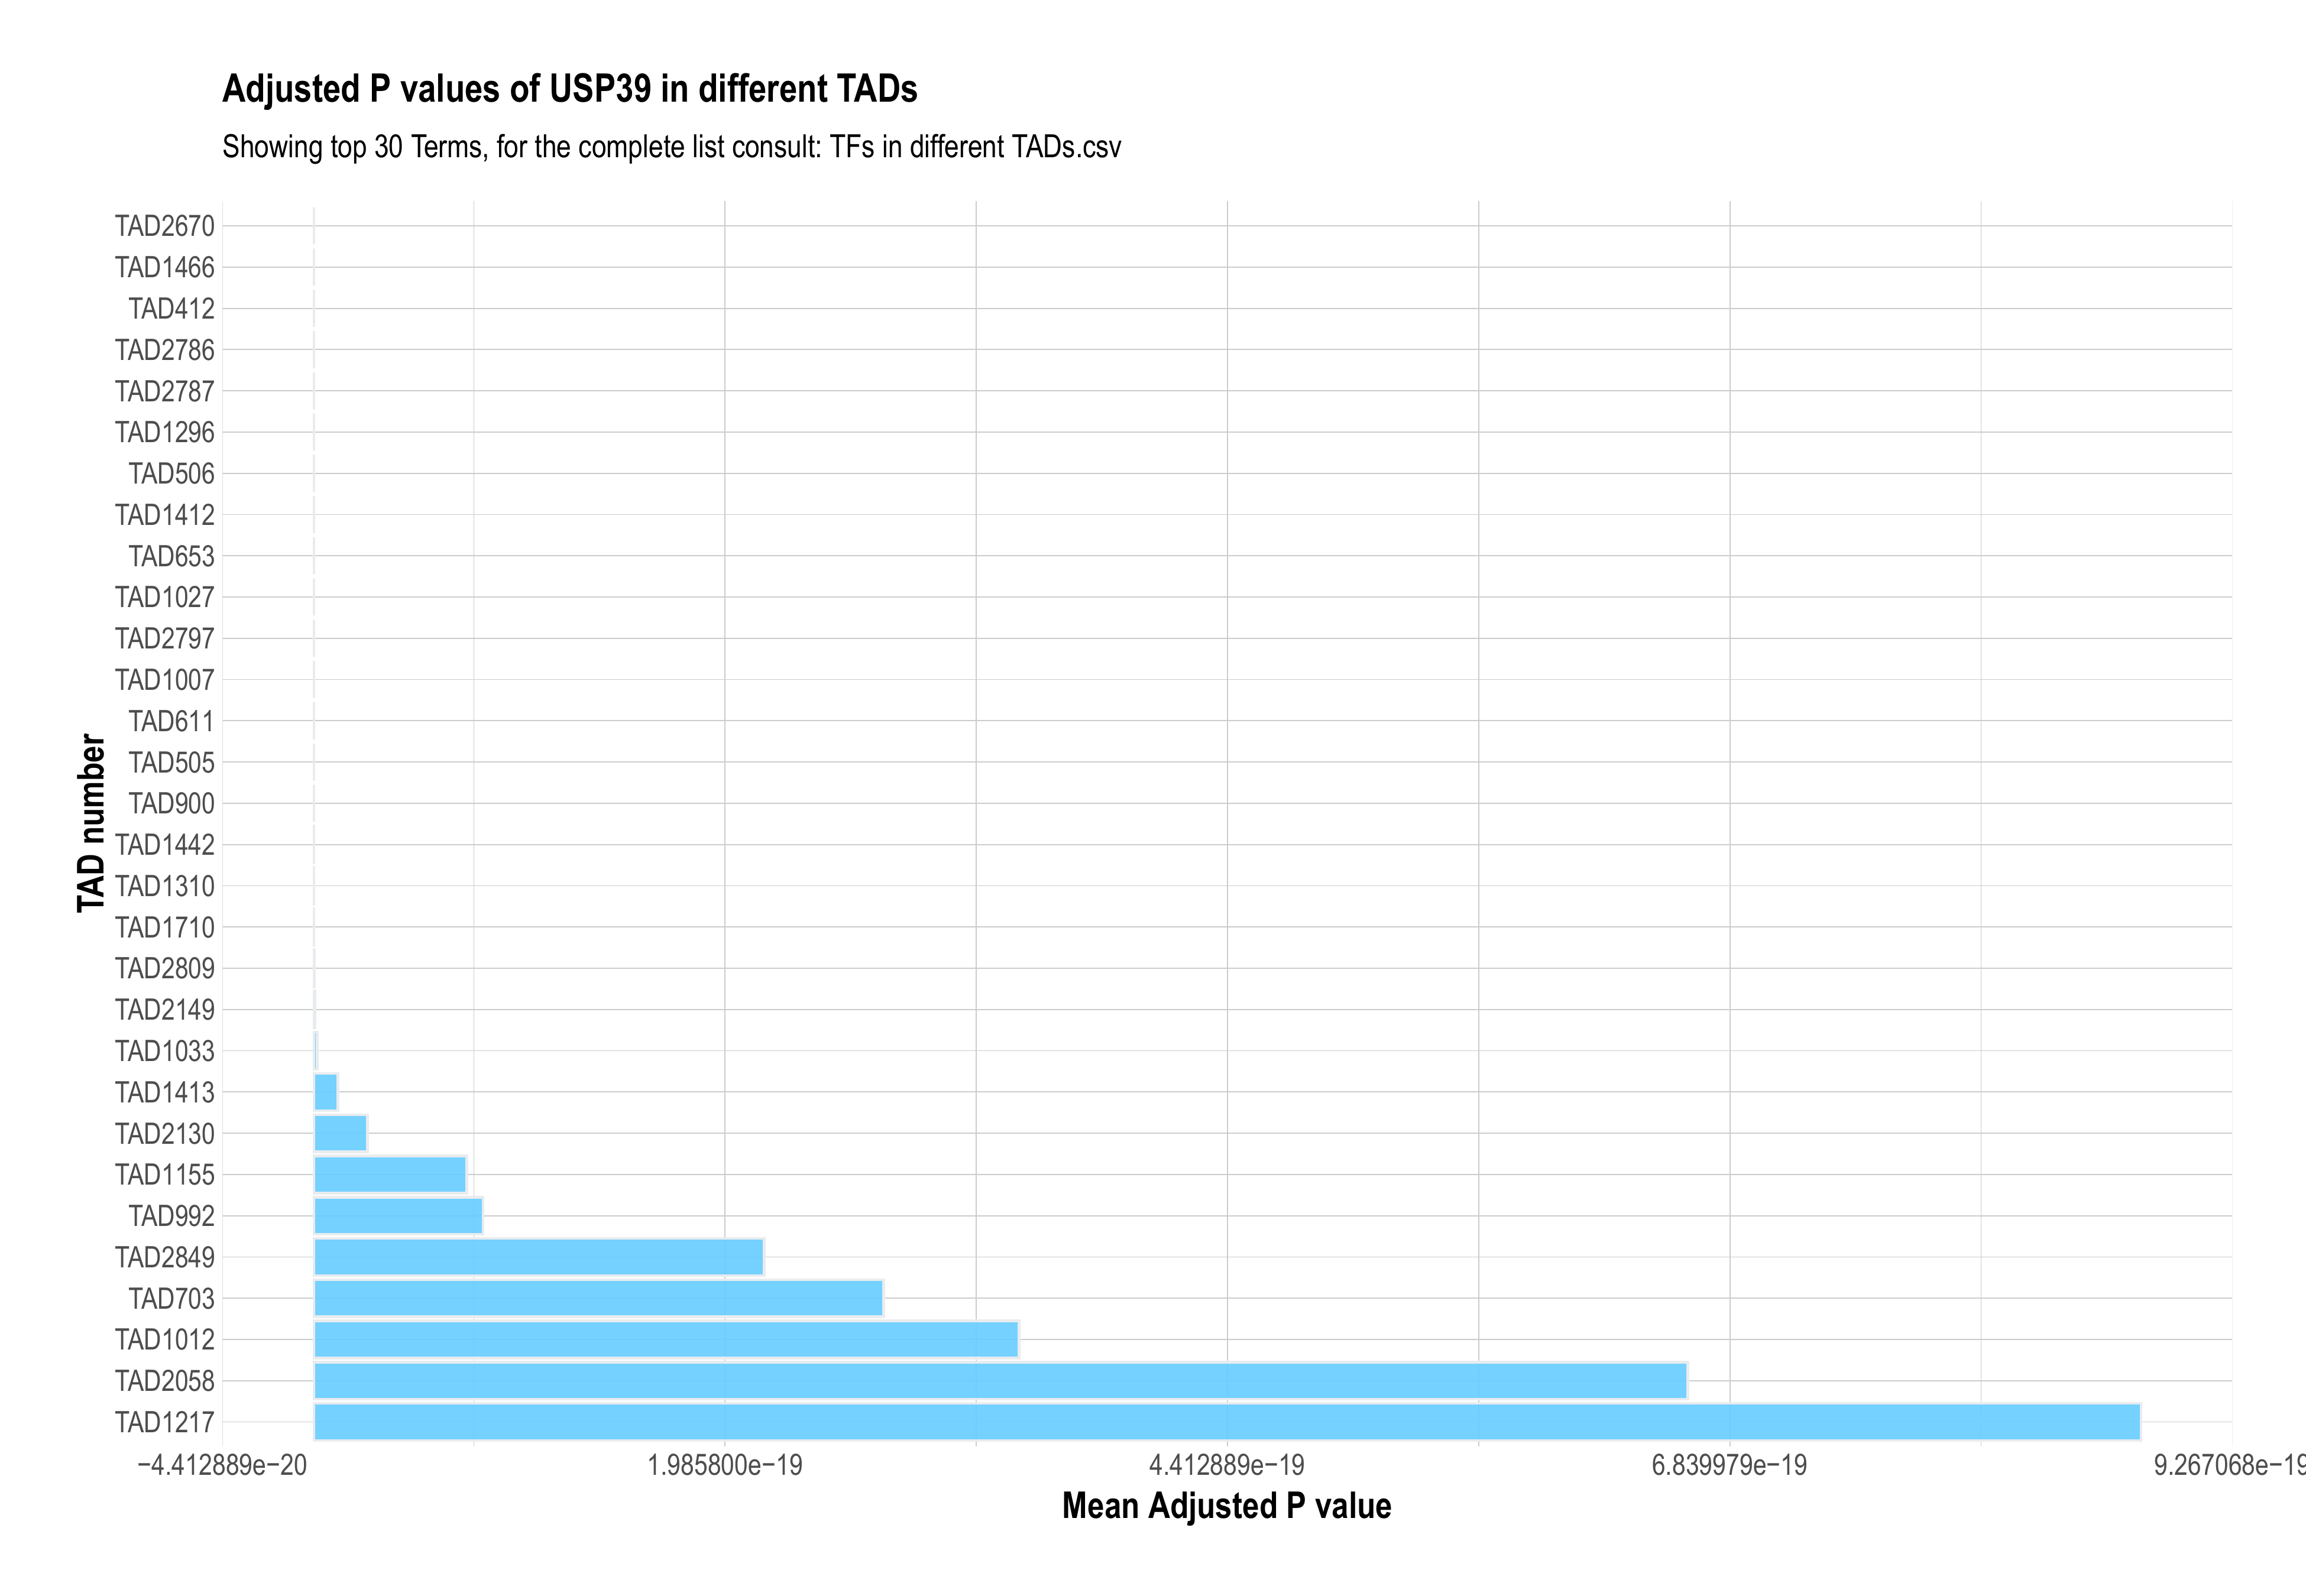 Adjusted P values of USP39 in different TADs
Showing top 30 Terms, for the complete list consult: TFs in different TADs.csv
TAD number
TAD2670
TAD1466
TAD412
TAD2786
TAD2787
TAD1296
TAD506
TAD1412
TAD653
TAD1027
TAD2797
TAD1007
TAD611
TAD505
TAD900
TAD1442
TAD1310
TAD1710
TAD2809
TAD2149
TAD1033
TAD1413
TAD2130
TAD1155
TAD992
TAD2849
TAD703
TAD1012
TAD2058
TAD1217
−4.412889e−20 1.985800e−19 4.412889e−19 6.839979e−19 9.267068e−19
Mean Adjusted P value